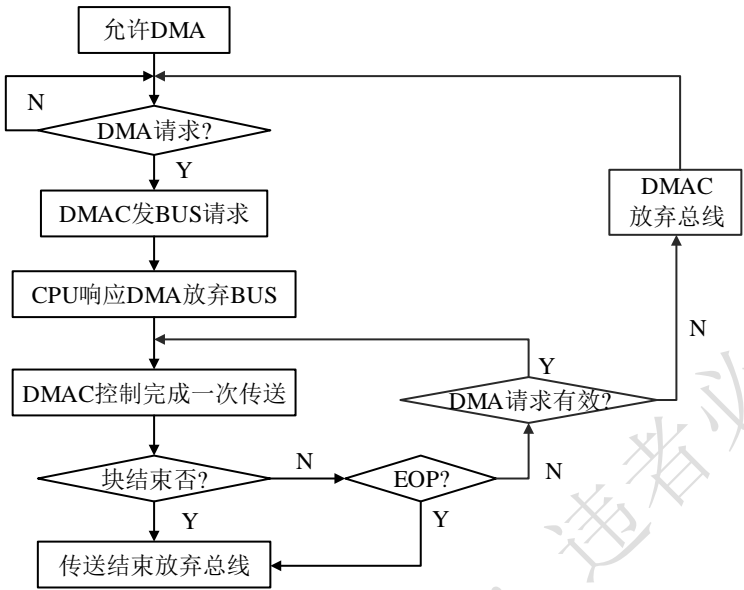 允许DMA
N
DMA请求?
Y
DMAC发BUS请求
DMAC
放弃总线
CPU响应DMA放弃BUS
N
Y
DMAC控制完成一次传送
DMA请求有效?
块结束否?
N
EOP?
N
Y
Y
传送结束放弃总线
违者必